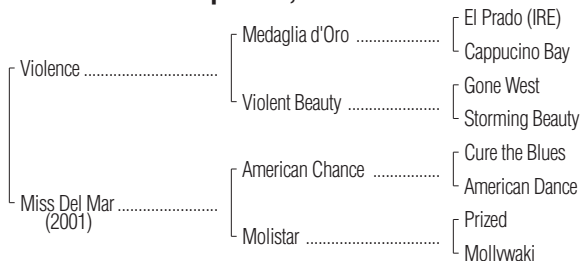 El Prado (IRE)
Medaglia d'Oro
Cappucino Bay
Violence
Gone West
Violent Beauty
Storming Beauty
Cure the Blues
American Chance
American Dance
Miss Del Mar
(2001)
Prized
Molistar
Mollywaki